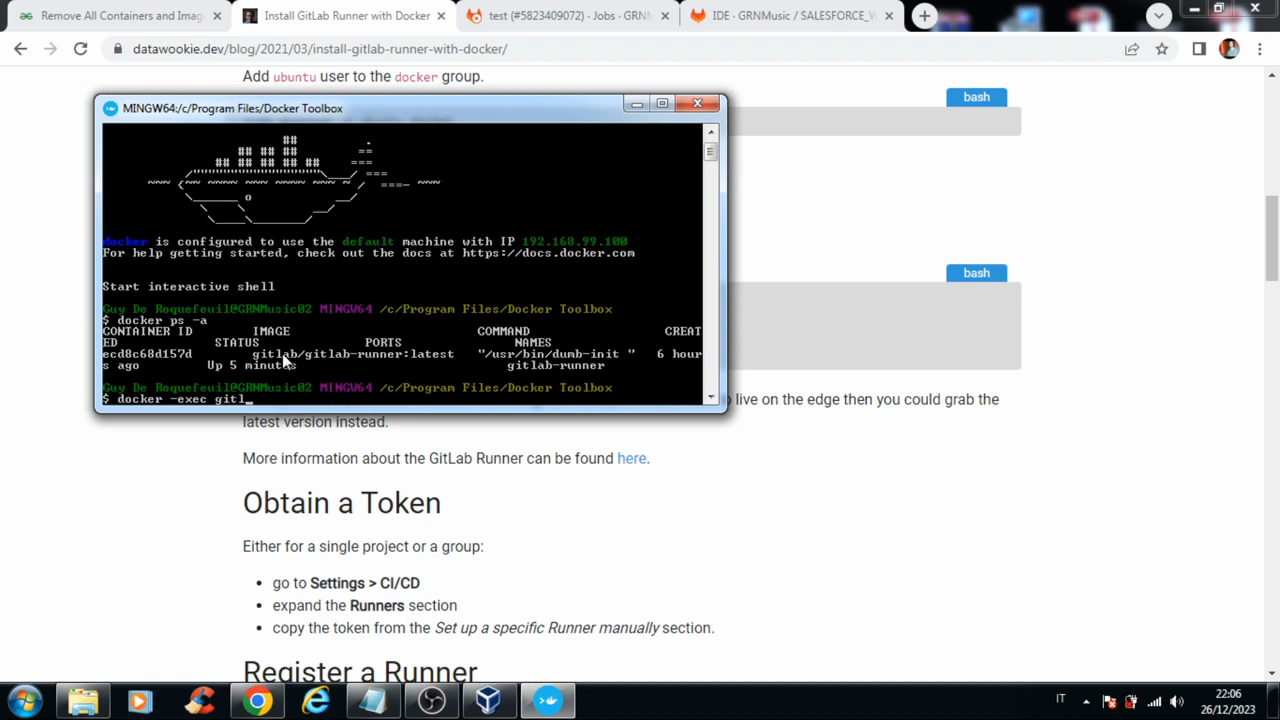 Remove All Containers and Imag
Install GitLab Runner with Docker
test (#5823409072) - Jobs - GRN
IDE · GRNMusic / SALESFORCE_W
datawookie.dev/blog/2021/03/install-gitlab-runner-with-docker/
Add ubuntu user to the docker group.
bash
MINGW64:/c/Program Files/Docker Toolbox
docker is configured to use the default machine with IP 192.168.99.100
For help getting started, check out the docs at https://docs.docker.com
Start interactive shell
Guy De Roquefeuil@GRNMusic02 MINGW64 /c/Program Files/Docker Toolbox
$ docker ps -a
CONTAINER ID IMAGE COMMAND CREAT
ED STATUS PORTS NAMES
ecd8c68d157d gitlab/gitlab-runner:latest "/usr/bin/dumb-init " 6 hour
s ago Up 5 minutes gitlab-runner
Guy De Roquefeuil@GRNMusic02 MINGW64 /c/Program Files/Docker Toolbox
$ docker -exec gitl_
bash
to live on the edge then you could grab the
latest version instead.
More information about the GitLab Runner can be found here.
Obtain a Token
Either for a single project or a group:
• go to Settings > CI/CD
• expand the Runners section
• copy the token from the Set up a specific Runner manually section.
Register a Runner
IT
22:06
26/12/2023